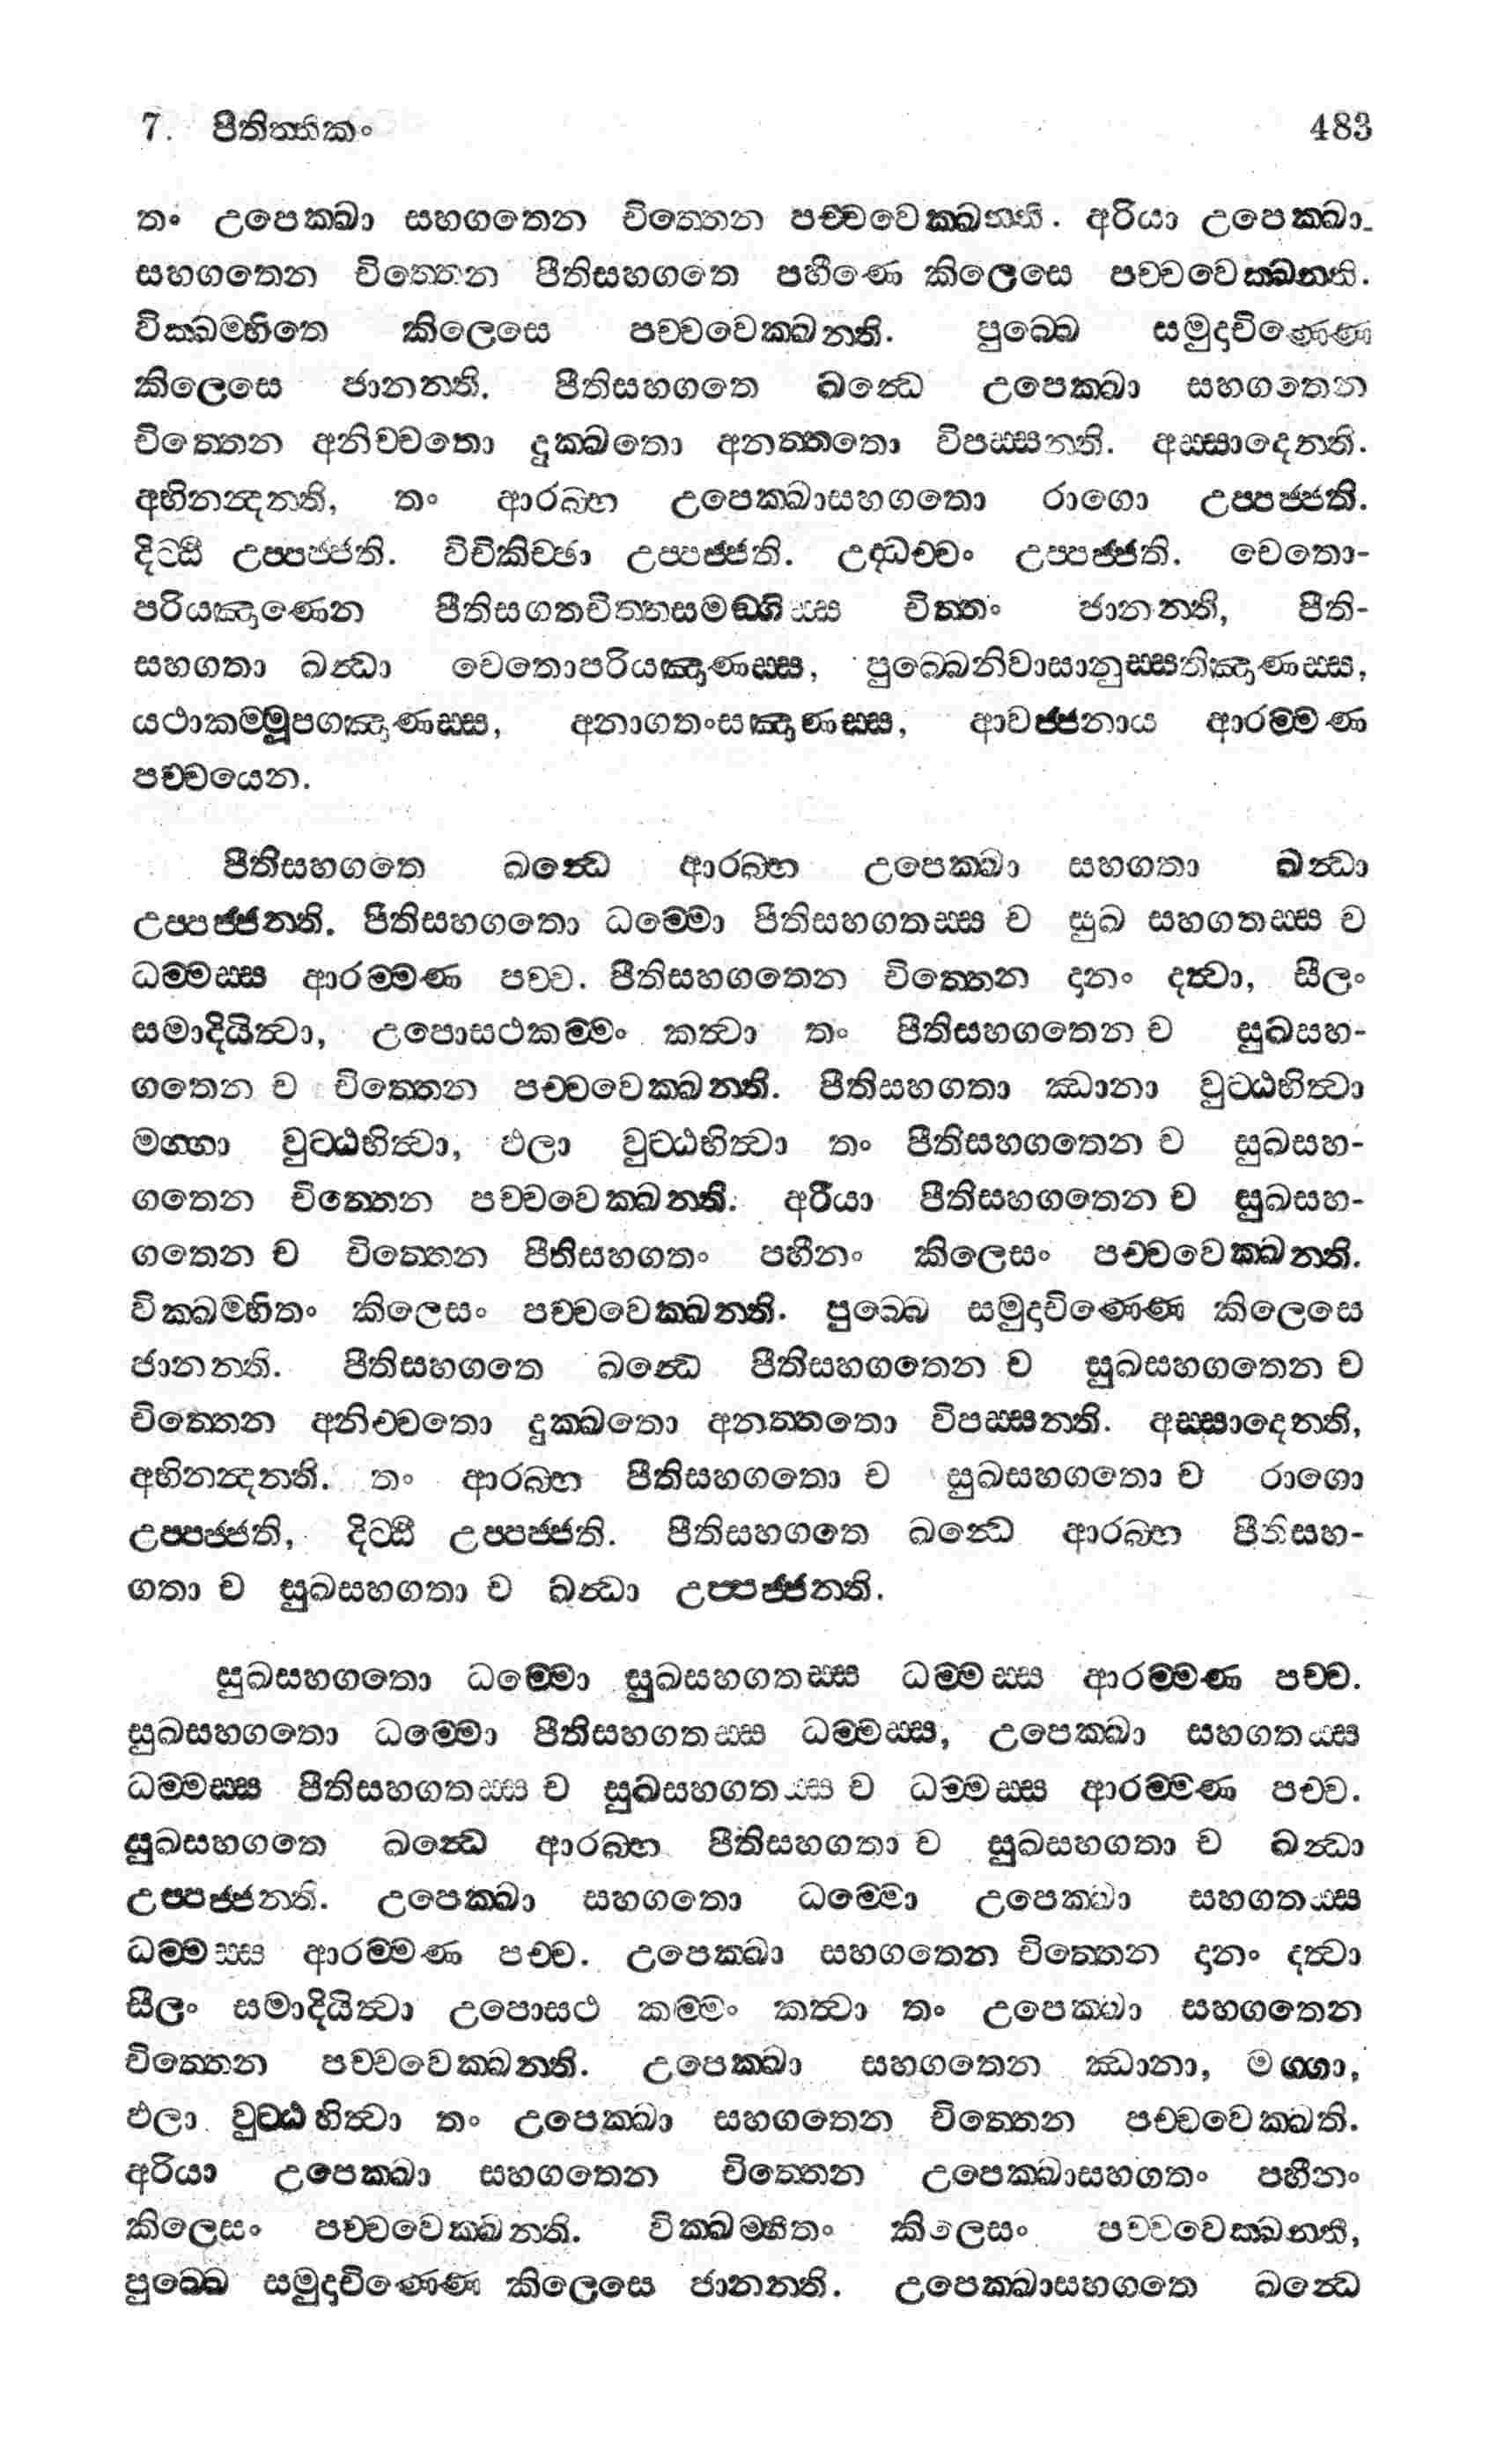 7. පීතිත්තිකං 483
තං උපෙක්ඛා සහගතෙන චිත්තෙන පච්චවෙක්ඛන්ති. අරියා උපෙක්ඛා-
සහගතෙන චිත්තෙන පීතිසහගතෙ පහීණෙ කිලෙසෙ පච්චවෙක්ඛන්ති.
වික්ඛම්භිතෙ කිලෙසෙ පච්චවෙක්ඛන්ති. පුබ්බෙ සමුදාචිණ්ණෙ
කිලෙසෙ ජානන්ති. පීතිසහගතෙ ඛන්ධෙ උපෙක්ඛා සහගතෙන
චිත්තෙන අනිච්චතො දුක්ඛතො අනත්තතො විපස්සන්ති. අස්සාදෙන්ති.
අභිනන්දන්ති, තං ආරබ්භ උපෙක්ඛාසහගතො රාගො උප්පජ්ජති.
දිට්ඨි උප්පජ්ජති. විචිකිච්ඡා උප්පජ්ජති. උද්ධච්චං උප්පජ්ජති. චෙතො-
පරියඤාණෙන පීතිසගතචිත්තසමඞ්ගිස්ස චිත්තං ජානන්ති, පීති-
සහගතා ඛන්ධා චෙතොපරියඤාණස්ස, පුබ්බෙනිවාසානුස්සතිඤාණස්ස,
යථාකම්මූපගඤාණස්ස, අනාගතංසඤාණස්ස, ආවජ්ජනාය ආරම්මණ
පච්චයෙන.
පීතිසහගතෙ ඛන්ධෙ ආරබ්භ උපෙක්ඛා සහගතා ඛන්ධා
උප්පජ්ජන්ති. පීතිසහගතො ධම්මො පීතිසහගතස්ස ච සුඛ සහගතස්ස ච
ධම්මස්ස ආරම්මණ පච්ච. පීතිසහගතෙන චිත්තෙන දානං දත්වා, සීලං
සමාදියිත්වා, උපොසථකම්මං කත්වා තං පීතිසහගතෙන ච සුඛසහ-
ගතෙන ච චිත්තෙන පච්චවෙක්ඛන්ති. පීතිසහගතා ඣානා වුට්ඨහිත්වා
මග්ගා වුට්ඨහිත්වා, ඵලා වුට්ඨහිත්වා තං පීතිසහගතෙන ච සුඛසහ-
ගතෙන චිත්තෙන පච්චවෙක්ඛන්ති. අරියා පීතිසහගතෙන ච සුඛසහ-
ගතෙන ච චිත්තෙන පීතිසහගතං පහීනං කිලෙසං පච්චවෙක්ඛන්ති.
වික්ඛම්භිතං කිලෙසං පච්චවෙක්ඛන්ති. පුබ්බෙ සමුදාචිණ්ණෙ කිලෙසෙ
ජානන්ති. පීතිසහගතෙ ඛන්ධෙ පීතිසහගතෙන ච සුඛසහගතෙන ච
චිත්තෙන අනිච්චතො දුක්ඛතො අනත්තතො විපස්සන්ති. අස්සාදෙන්ති,
අභිනන්දන්ති. තං ආරබ්භ පීතිසහගතො ච සුඛසහගතො ච රාගො
උප්පජ්ජති, දිට්ඨි උප්පජ්ජති. පීතිසහගතෙ ඛන්ධෙ ආරබ්භ පීතිසහ-
ගතා ච සුඛසහගතා ච ඛන්ධා උප්පජ්ජන්ති.
සුඛසහගතො ධම්මො සුඛසහගතස්ස ධම්මස්ස ආරම්මණ පච්ච.
සුඛසහගතො ධම්මො පීතිසහගතස්ස ධම්මස්ස, උපෙක්ඛා සහගතස්ස
ධම්මස්ස පීතිසහගතස්ස ච සුඛසහගතස්ස ච ධම්මස්ස ආරම්මණ පච්ච.
සුඛසහගතෙ ඛන්ධෙ ආරබ්භ පීතිසහගතා ච සුඛසහගතා ච ඛන්ධා
උප්පජ්ජන්ති. උපෙක්ඛා සහගතො ධම්මො උපෙක්ඛා සහගතස්ස
ධම්මස්ස ආරම්මණ පච්ච. උපෙක්ඛා සහගතෙන චිත්තෙන දානං දත්වා
සීලං සමාදියිත්වා උපොසථ කම්මං කත්වා තං උපෙක්ඛා සහගතෙන
චිත්තෙන පච්චවෙක්ඛන්ති. උපෙක්ඛා සහගතෙන ඣානා, මග්ගා,
ඵලා වුට්ඨහිත්වා තං උපෙක්ඛා සහගතෙන චිත්තෙන පච්චවෙක්ඛති.
අරියා උපෙක්ඛා සහගතෙන චිත්තෙන උපෙක්ඛාසහගතං පහීනං
කිලෙසං පච්චවෙක්ඛන්ති. වික්ඛම්භිතං කිලෙසං පච්චවෙක්ඛන්ති,
පුබ්බෙ සමුදාචිණ්ණෙ කිලෙසෙ ජානන්ති. උපෙක්ඛාසහගතෙ ඛන්ධෙ